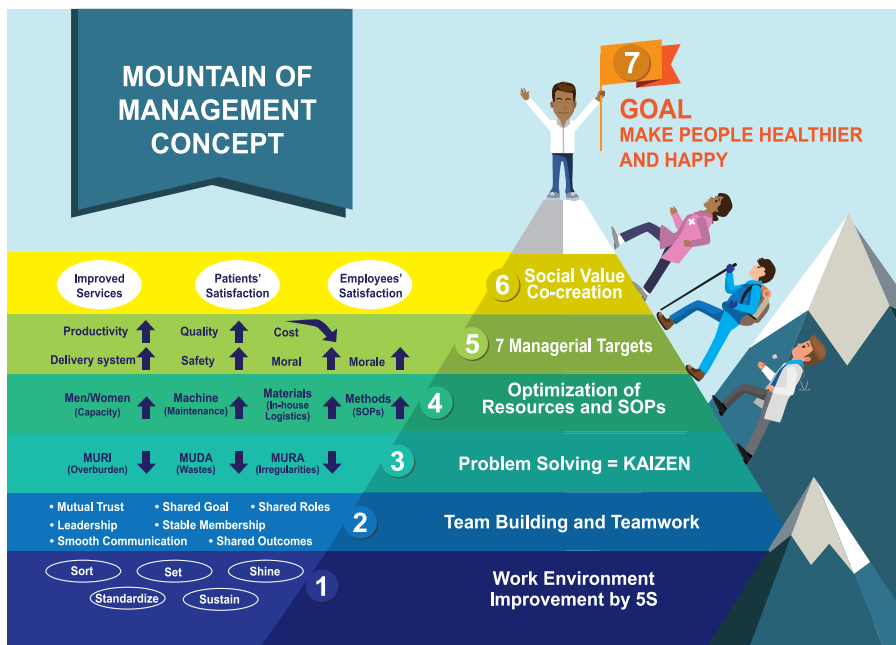 MOUNTAIN OF
MANAGEMENT
CONCEPT
7
GOAL
MAKE PEOPLE HEALTHIER
AND HAPPY
Improved
Services
Patients'
Satisfaction
Employees'
Satisfaction
6 Social Value
Co-creation
Productivity Quality Cost
Delivery system Safety Moral Morale
5 7 Managerial Targets
Men/Women
(Capacity)
Machine
(Maintenance)
Materials
(In-house
Logistics)
Methods
(SOPs)
4 Optimization of
Resources and SOPs
MURI
(Overburden)
MUDA
(Wastes)
MURA
(Irregularities)
3 Problem Solving = KAIZEN
• Mutual Trust • Shared Goal • Shared Roles
• Leadership • Stable Membership
• Smooth Communication • Shared Outcomes
2 Team Building and Teamwork
Sort Set Shine
Standardize Sustain
1 Work Environment
Improvement by 5S